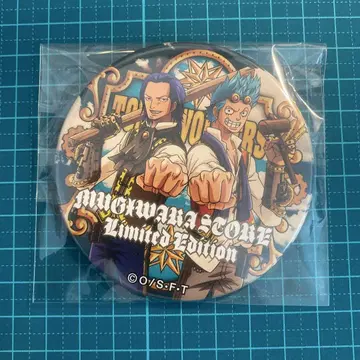 MUGIWARA STORE
Limited Edition
©O/S・F・T